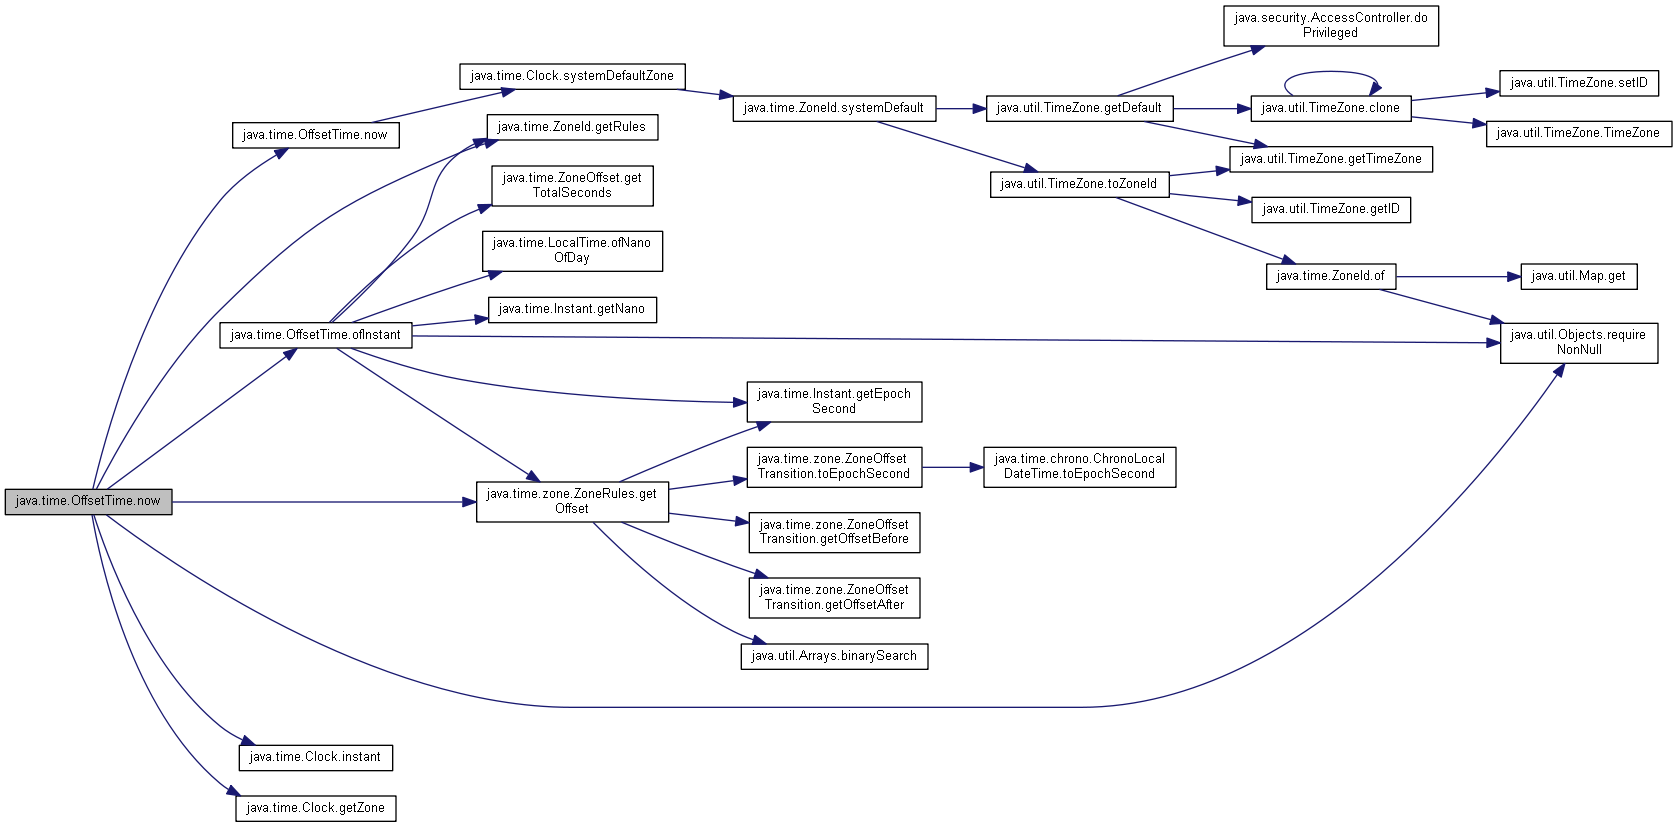 java.security.AccessController.do
Privileged
java.time.Clock.systemDefaultZone
java.util.TimeZone.setID
java.time.ZoneId.systemDefault
java.util.TimeZone.getDefault
java.util.TimeZone.clone
java.time.OffsetTime.now
java.time.ZoneId.getRules
java.util.TimeZone.TimeZone
java.util.TimeZone.getTimeZone
java.time.ZoneOffset.get
TotalSeconds
java.util.TimeZone.toZoneId
java.util.TimeZone.getID
java.time.LocalTime.ofNano
OfDay
java.time.ZoneId.of
java.util.Map.get
java.time.Instant.getNano
java.time.OffsetTime.ofInstant
java.util.Objects.require
NonNull
java.time.Instant.getEpoch
Second
java.time.zone.ZoneOffset
Transition.toEpochSecond
java.time.chrono.ChronoLocal
DateTime.toEpochSecond
java.time.OffsetTime.now
java.time.zone.ZoneRules.get
Offset
java.time.zone.ZoneOffset
Transition.getOffsetBefore
java.time.zone.ZoneOffset
Transition.getOffsetAfter
java.util.Arrays.binarySearch
java.time.Clock.instant
java.time.Clock.getZone